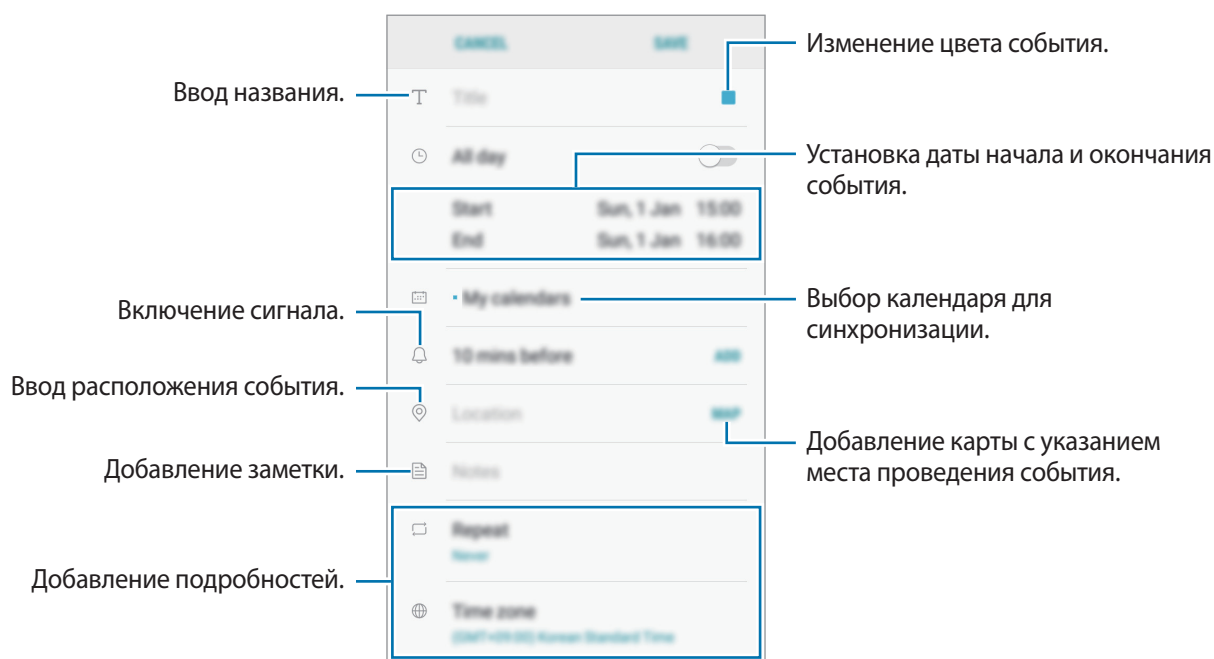 CANCEL SAVE
Изменение цвета события.
Ввод названия.
Title
All day
Установка даты начала и окончания
события.
Start Sun, 1 Jan 15:00
End Sun, 1 Jan 16:00
Включение сигнала.
My calendars
Выбор календаря для
синхронизации.
10 mins before ADD
Ввод расположения события.
Location MAP
Добавление карты с указанием
места проведения события.
Добавление заметки.
Notes
Repeat
Never
Добавление подробностей.
Time zone
(GMT+09:00) Korean Standard Time